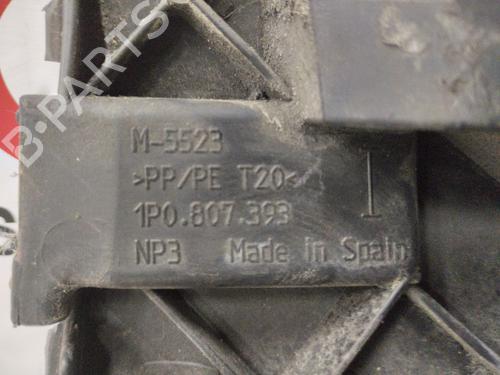 B-PARTS
M-5523
>PP/PE T20<
1P0.807.393
NP3 Made in Spain